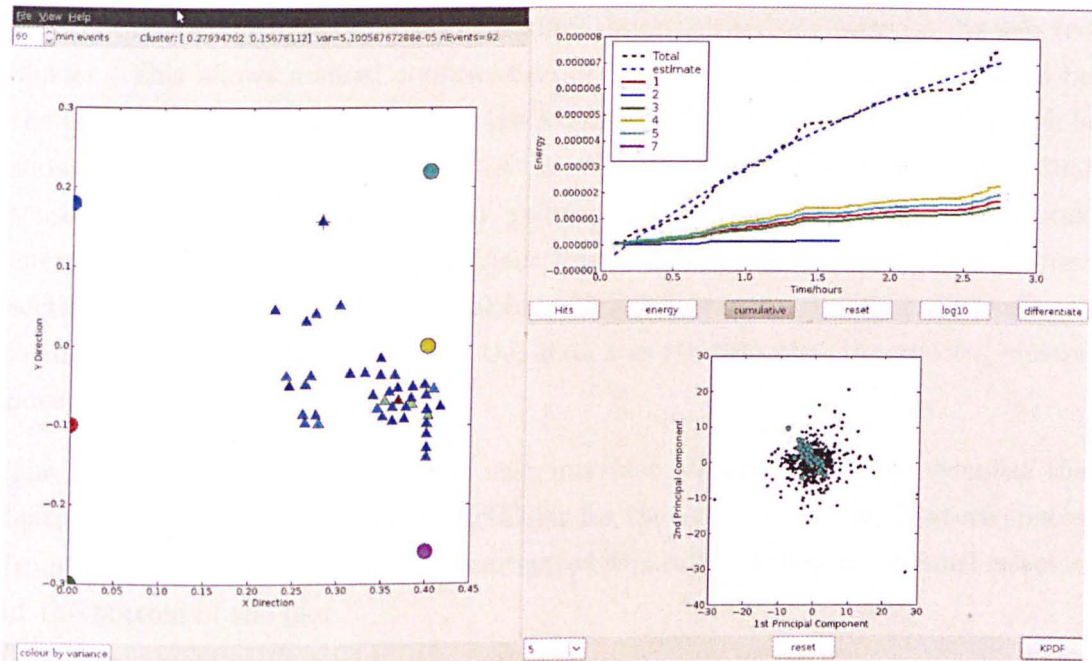 File View Help
min events
Cluster:[ 0.27934702 0.15678112] var=5.10058767288e-05 nEvents=92
0.3
0.2
0.1
0.0
−0.1
−0.2
−0.3
Y Direction
0.00 0.05 0.10 0.15 0.20 0.25 0.30 0.35 0.40 0.45
X Direction
colour by variance
0.000008
0.000007
0.000006
0.000005
0.000004
0.000003
0.000002
0.000001
0.000000
−0.000001
Energy
Total
estimate
1
2
3
4
5
7
0.0 0.5 1.0 1.5 2.0 2.5 3.0
Time/hours
Hits energy cumulative reset log10 differentiate
30
20
10
0
−10
−20
−30
−40
2nd Principal Component
−30 −20 −10 0 10 20 30
1st Principal Component
5 reset KPDF